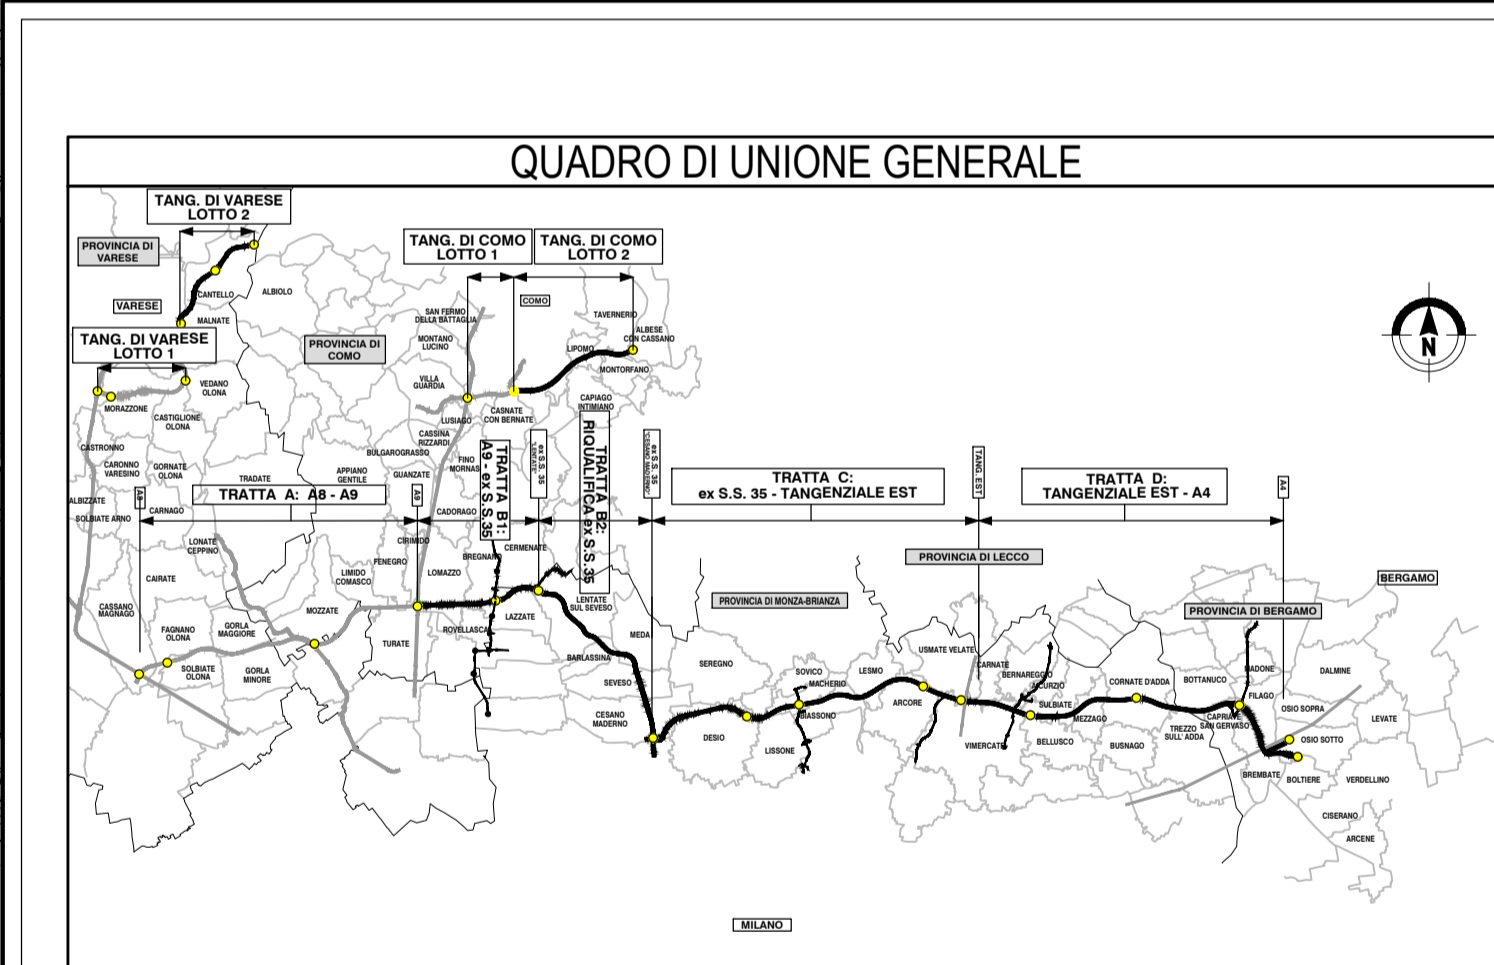 QUADRO DI UNIONE GENERALE
TANG. DI VARESE
LOTTO 2
PROVINCIA DI
VARESE
CANTELLO
ALBIOLO
VARESE
MALNATE
TANG. DI VARESE
LOTTO 1
VEDANO
OLONA
MORAZZONE
CASTIGLIONE
OLONA
PROVINCIA DI
COMO
TANG. DI COMO
LOTTO 1
TANG. DI COMO
LOTTO 2
COMO
SAN FERMO
DELLA BATTAGLIA
MONTANO
LUCINO
VILLA
GUARDIA
TAVERNERIO
ALBESE
CON CASSANO
LIPOMO
MONTORFANO
CAPIAGO
INTIMIANO
CASNATE
CON BERNATE
LUSIAGO
CASSINA
RIZZARDI
BULGAROGRASSO
FINO
MORNAS
GUANZATE
APPIANO
GENTILE
TRADATE
CASTRONNO
CARONNO
VARESINO
GORNATE
OLONA
ALBIZZATE
SOLBIATE ARNO
CARNAGO
A8
TRATTA A: A8 - A9
A9
TRATTA B1:
A9 - ex S.S.35
ex S.S. 35
"LENTATE"
TRATTA B2:
RIQUALIFICA ex S.S.35
ex S.S. 35
"CESANO MADERNO"
TRATTA C:
ex S.S. 35 - TANGENZIALE EST
TANG. EST
TRATTA D:
TANGENZIALE EST - A4
A4
N
CADORAGO
CIRIMIDO
LONATE
CEPPINO
FENEGRO
LIMIDO
COMASCO
LOMAZZO
BREGNANO
CERMENATE
CAIRATE
CASSANO
MAGNAGO
MOZZATE
FAGNANO
OLONA
GORLA
MAGGIORE
SOLBIATE
OLONA
GORLA
MINORE
TURATE
ROVELLASCA
LAZZATE
LENTATE
SUL SEVESO
MEDA
BARLASSINA
SEVESO
CESANO
MADERNO
PROVINCIA DI MONZA-BRIANZA
PROVINCIA DI LECCO
PROVINCIA DI BERGAMO
BERGAMO
SEREGNO
DESIO
SOVICO
MACHERIO
BIASSONO
LISSONE
LESMO
ARCORE
USMATE VELATE
CARNATE
BERNAREGGIO
AICURZIO
SULBIATE
MEZZAGO
VIMERCATE
BELLUSCO
CORNATE D'ADDA
BUSNAGO
BOTTANUCO
TREZZO
SULL' ADDA
CAPRIATE
SAN GERVASO
MADONE
FILAGO
DALMINE
OSIO SOPRA
OSIO SOTTO
LEVATE
BREMBATE
BOLTIERE
VERDELLINO
CISERANO
ARCENE
MILANO